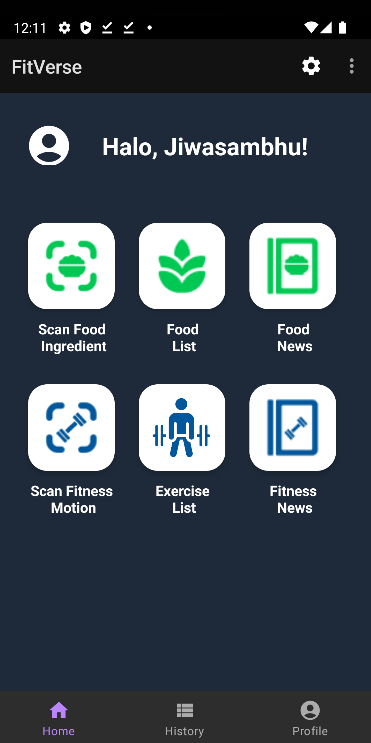 12:11
FitVerse
Halo, Jiwasambhu!
Scan Food
Ingredient
Food
List
Food
News
Scan Fitness
Motion
Exercise
List
Fitness
News
Home
History
Profile